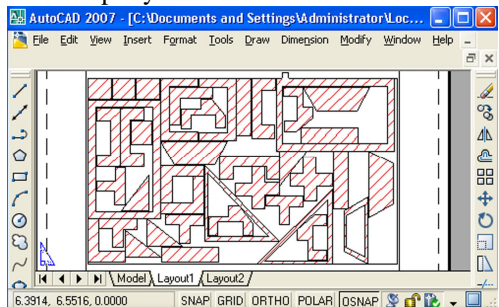 AutoCAD 2007 - [C:\Documents and Settings\Administrator\Loc...
File Edit View Insert Format Tools Draw Dimension Modify Window Help
Model Layout1 Layout2
6.3914, 6.5516, 0.0000 SNAP GRID ORTHO POLAR OSNAP